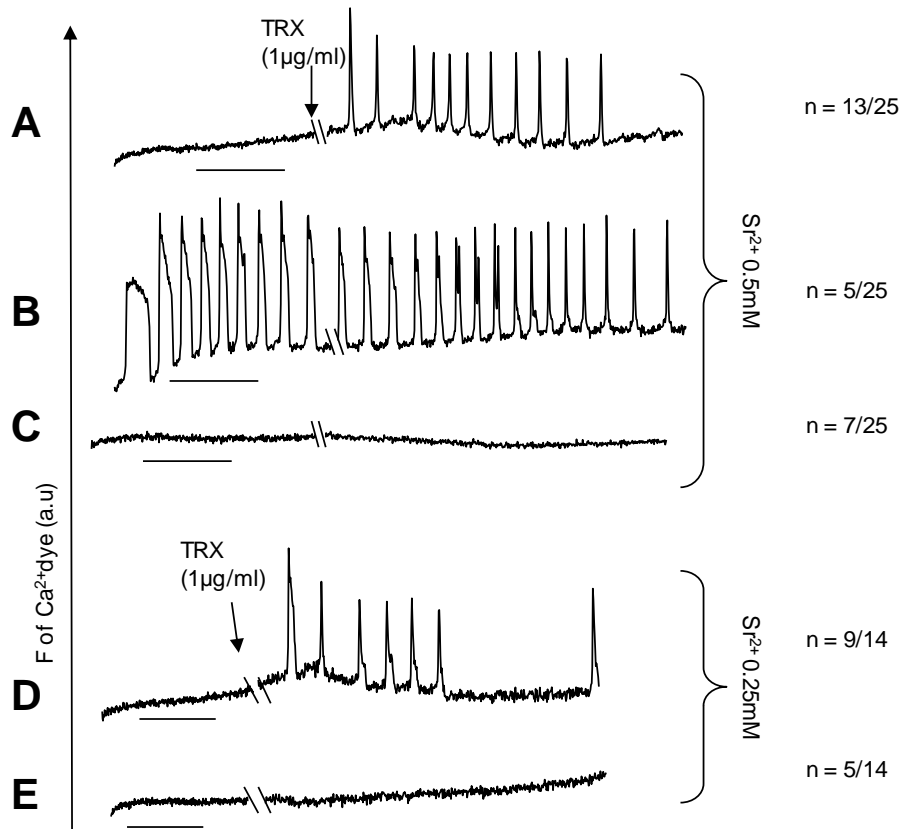 TRX
(1µg/ml)
A
n = 13/25
B
n = 5/25
Sr²⁺ 0.5mM
C
n = 7/25
F of Ca²⁺dye (a.u)
TRX
(1µg/ml)
D
n = 9/14
Sr²⁺ 0.25mM
E
n = 5/14